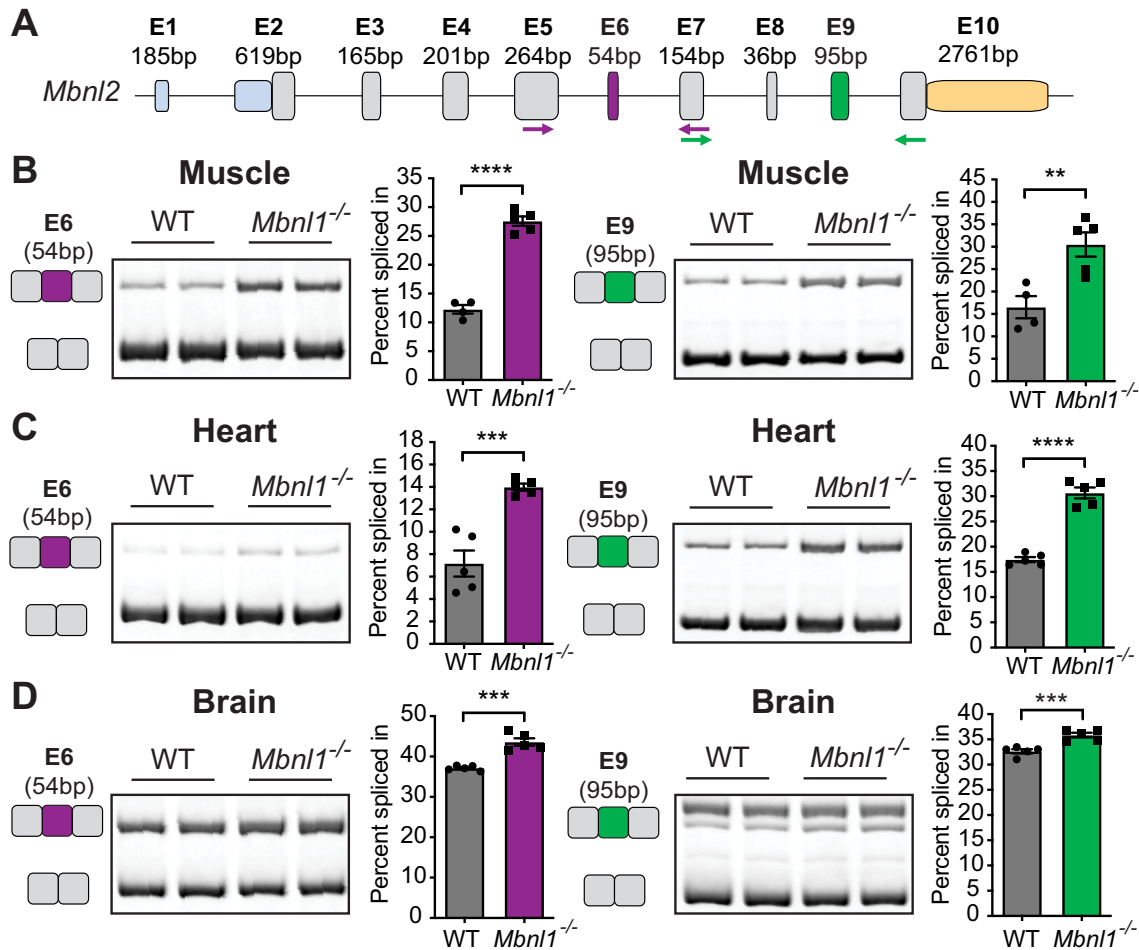 A
E1 E2 E3 E4 E5 E6 E7 E8 E9 E10
185bp 619bp 165bp 201bp 264bp 54bp 154bp 36bp 95bp 2761bp
Mbnl2
B
Muscle
E6
(54bp)
WT Mbnl1-/-
Percent spliced in
35
30
25
20
15
10
5
0
****
WT Mbnl1-/-
Muscle
E9
(95bp)
WT Mbnl1-/-
Percent spliced in
45
40
35
30
25
20
15
10
5
0
**
WT Mbnl1-/-
C
Heart
E6
(54bp)
WT Mbnl1-/-
Percent spliced in
18
14
12
10
8
6
4
2
0
***
WT Mbnl1-/-
Heart
E9
(95bp)
WT Mbnl1-/-
Percent spliced in
40
35
30
25
20
15
10
5
0
****
WT Mbnl1-/-
D
Brain
E6
(54bp)
WT Mbnl1-/-
Percent spliced in
50
40
30
20
10
0
***
WT Mbnl1-/-
Brain
E9
(95bp)
WT Mbnl1-/-
Percent spliced in
40
35
30
25
20
15
10
5
0
***
WT Mbnl1-/-